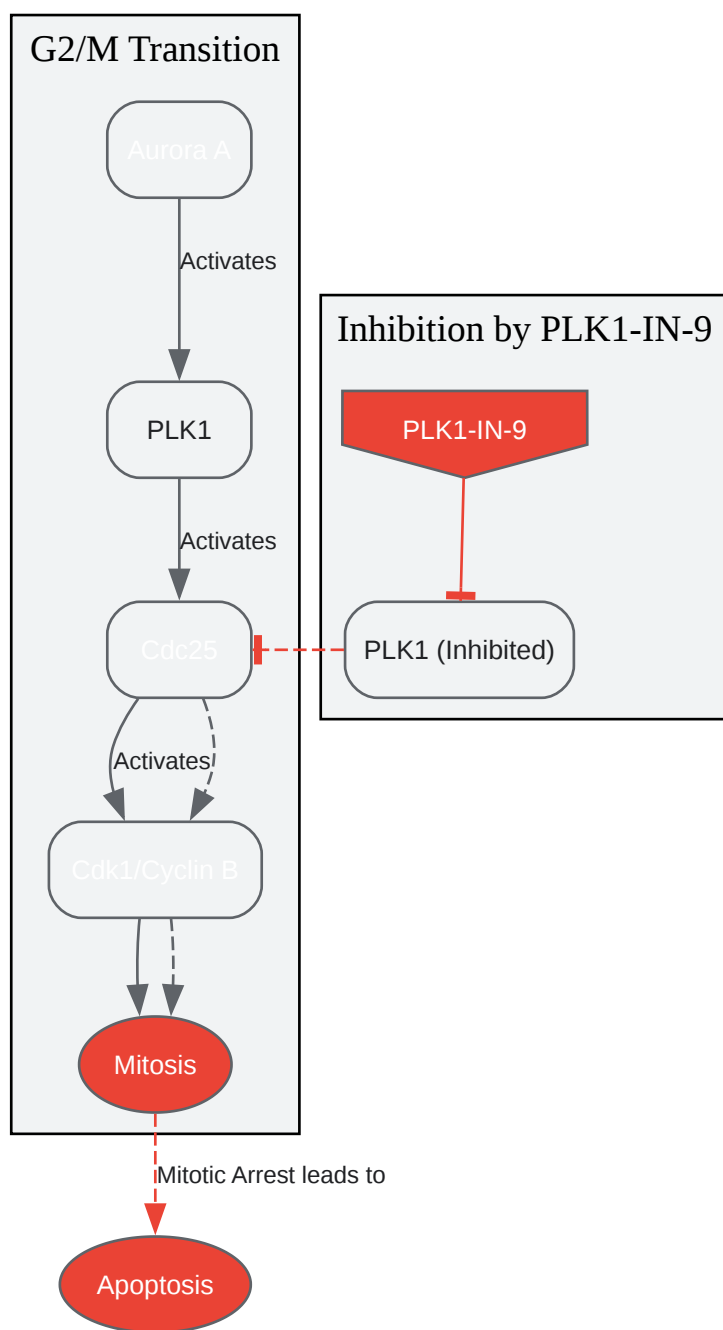 G2/M Transition
Aurora A
Activates
Inhibition by PLK1-IN-9
PLK1
PLK1-IN-9
Activates
Cdc25
PLK1 (Inhibited)
Activates
Cdk1/Cyclin B
Mitosis
Mitotic Arrest leads to
Apoptosis